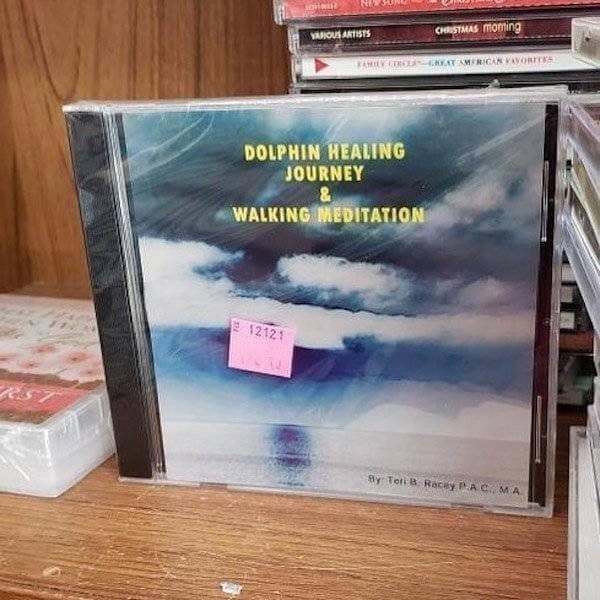 VARIOUS ARTISTS
CHRISTMAS morning
FAMILY CIRCLE
GREAT AMERICAN FAVORITES
DOLPHIN HEALING
JOURNEY
&
WALKING MEDITATION
12121
By: Teri B. Racey P.A.C., M.A.